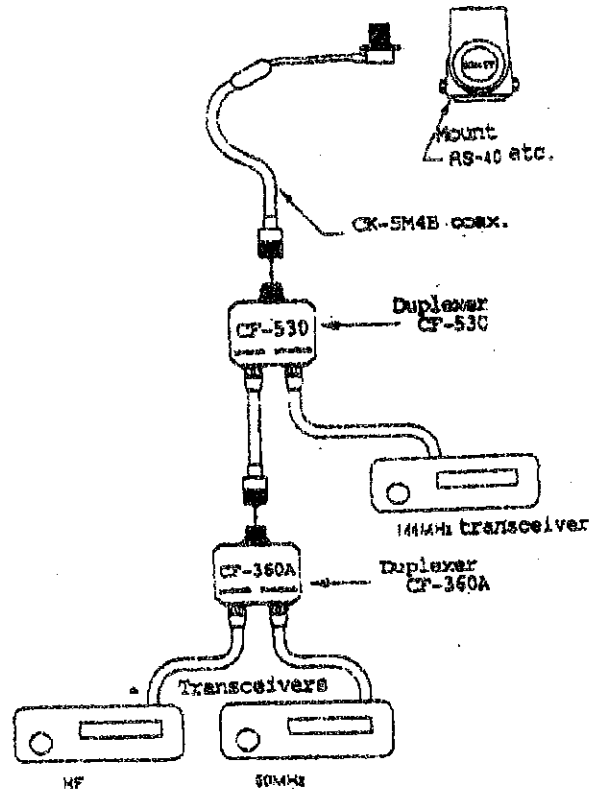 Mount
RS-40 etc.
CK-5M4B coax.
CF-530
Duplexer
CF-530
144MHz transceiver
CF-360A
Duplexer
CF-360A
Transceivers
HF
50MHz